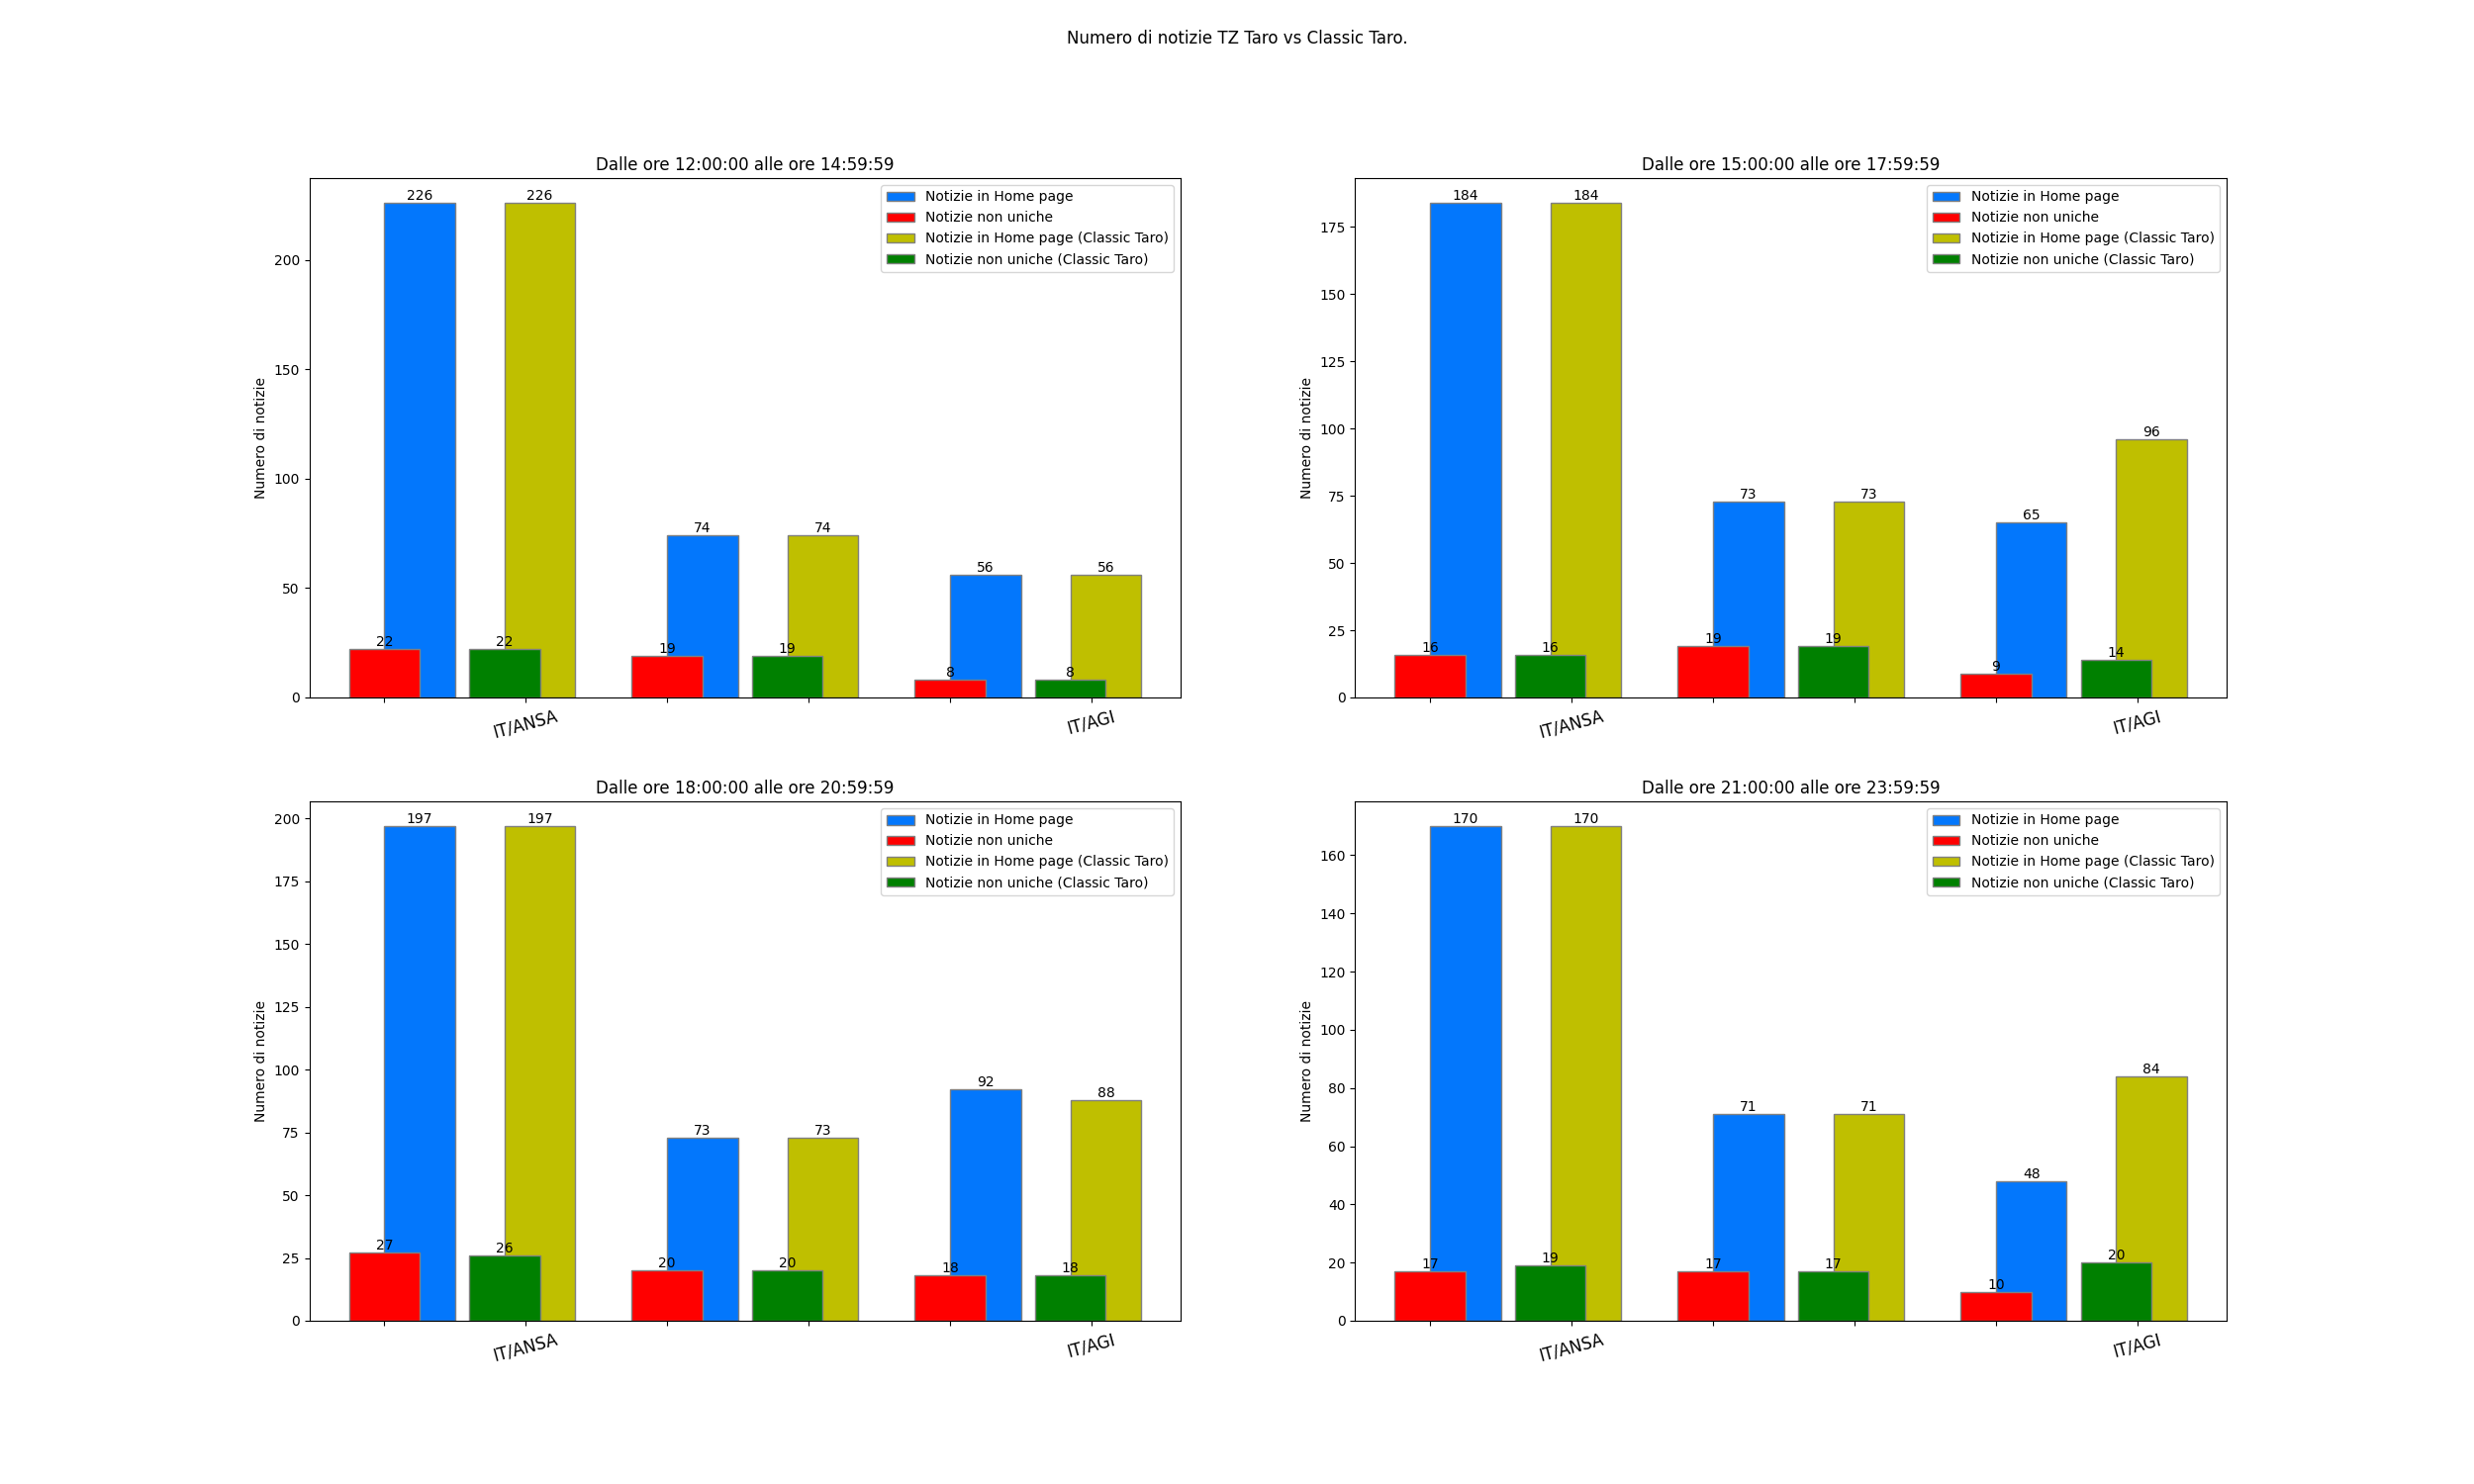 Numero di notizie TZ Taro vs Classic Taro.
Dalle ore 12:00:00 alle ore 14:59:59
Numero di notizie
200
150
100
50
0
226
226
22
22
74
74
19
19
56
56
8
8
Notizie in Home page
Notizie non uniche
Notizie in Home page (Classic Taro)
Notizie non uniche (Classic Taro)
IT/ANSA
IT/AGI
Dalle ore 15:00:00 alle ore 17:59:59
Numero di notizie
175
150
125
100
75
50
25
0
184
184
16
16
73
73
19
19
65
96
9
14
Notizie in Home page
Notizie non uniche
Notizie in Home page (Classic Taro)
Notizie non uniche (Classic Taro)
IT/ANSA
IT/AGI
Dalle ore 18:00:00 alle ore 20:59:59
Numero di notizie
200
175
150
125
100
75
50
25
0
197
197
27
26
73
73
20
20
92
88
18
18
Notizie in Home page
Notizie non uniche
Notizie in Home page (Classic Taro)
Notizie non uniche (Classic Taro)
IT/ANSA
IT/AGI
Dalle ore 21:00:00 alle ore 23:59:59
Numero di notizie
160
140
120
100
80
60
40
20
0
170
170
17
19
71
71
17
17
48
84
10
20
Notizie in Home page
Notizie non uniche
Notizie in Home page (Classic Taro)
Notizie non uniche (Classic Taro)
IT/ANSA
IT/AGI